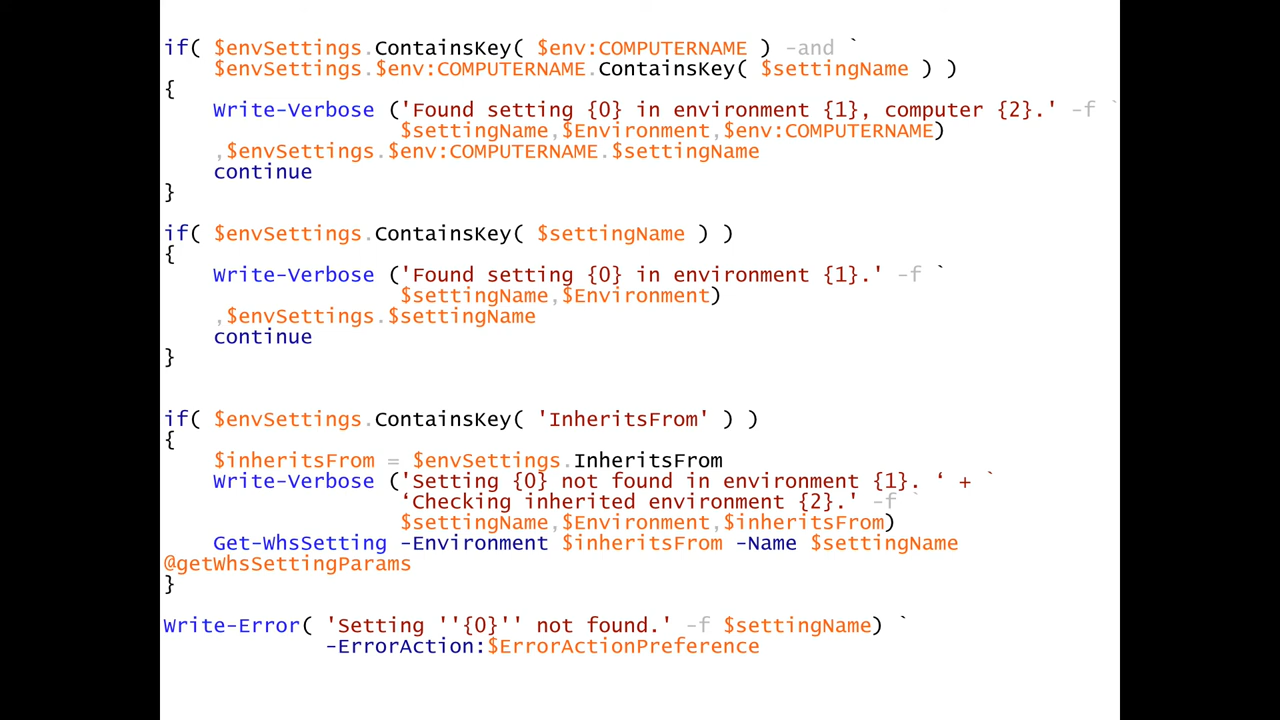 if( $envSettings.ContainsKey( $env:COMPUTERNAME ) -and `
    $envSettings.$env:COMPUTERNAME.ContainsKey( $settingName ) )
{
    Write-Verbose ('Found setting {0} in environment {1}, computer {2}.' -f `
                   $settingName,$Environment,$env:COMPUTERNAME)
    ,$envSettings.$env:COMPUTERNAME.$settingName
    continue
}
if( $envSettings.ContainsKey( $settingName ) )
{
    Write-Verbose ('Found setting {0} in environment {1}.' -f `
                   $settingName,$Environment)
    ,$envSettings.$settingName
    continue
}
if( $envSettings.ContainsKey( 'InheritsFrom' ) )
{
    $inheritsFrom = $envSettings.InheritsFrom
    Write-Verbose ('Setting {0} not found in environment {1}. ‘ + `
                   ‘Checking inherited environment {2}.' -f `
                   $settingName,$Environment,$inheritsFrom)
    Get-WhsSetting -Environment $inheritsFrom -Name $settingName
@getWhsSettingParams
}
Write-Error( 'Setting ''{0}'' not found.' -f $settingName) `
             -ErrorAction:$ErrorActionPreference